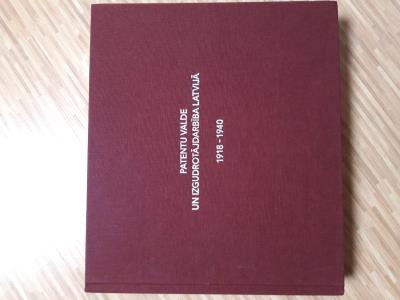 PATENTU VALDE
UN IZGUDROTĀJDARBĪBA LATVIJĀ
1918 – 1940